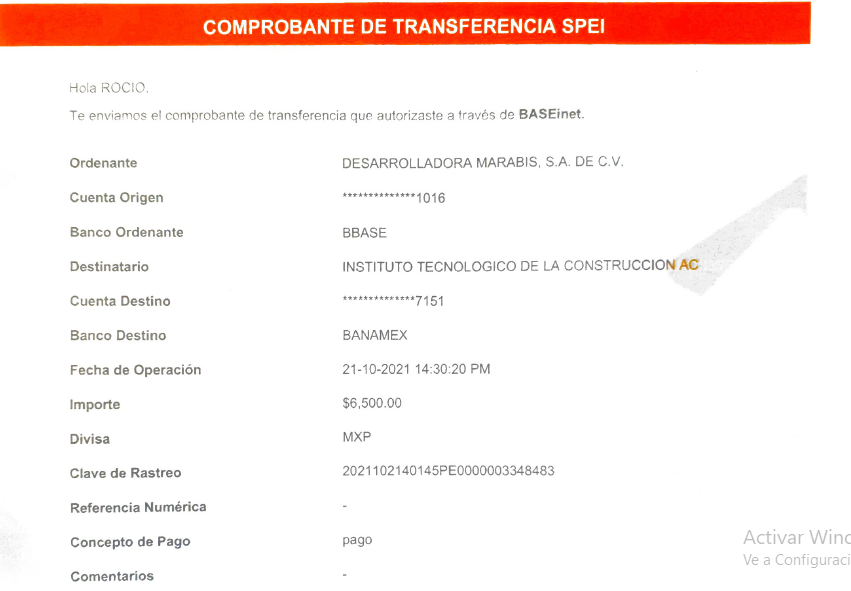 COMPROBANTE DE TRANSFERENCIA SPEI
Hola ROCIO,
Te enviamos el comprobante de transferencia que autorizaste a través de BASEinet.
Ordenante DESARROLLADORA MARABIS, S.A. DE C.V.
Cuenta Origen **************1016
Banco Ordenante BBASE
Destinatario INSTITUTO TECNOLOGICO DE LA CONSTRUCCION AC
Cuenta Destino **************7151
Banco Destino BANAMEX
Fecha de Operación 21-10-2021 14:30:20 PM
Importe $6,500.00
Divisa MXP
Clave de Rastreo 2021102140145PE0000003348483
Referencia Numérica -
Concepto de Pago pago
Comentarios -
Activar Wind
Ve a Configuraci